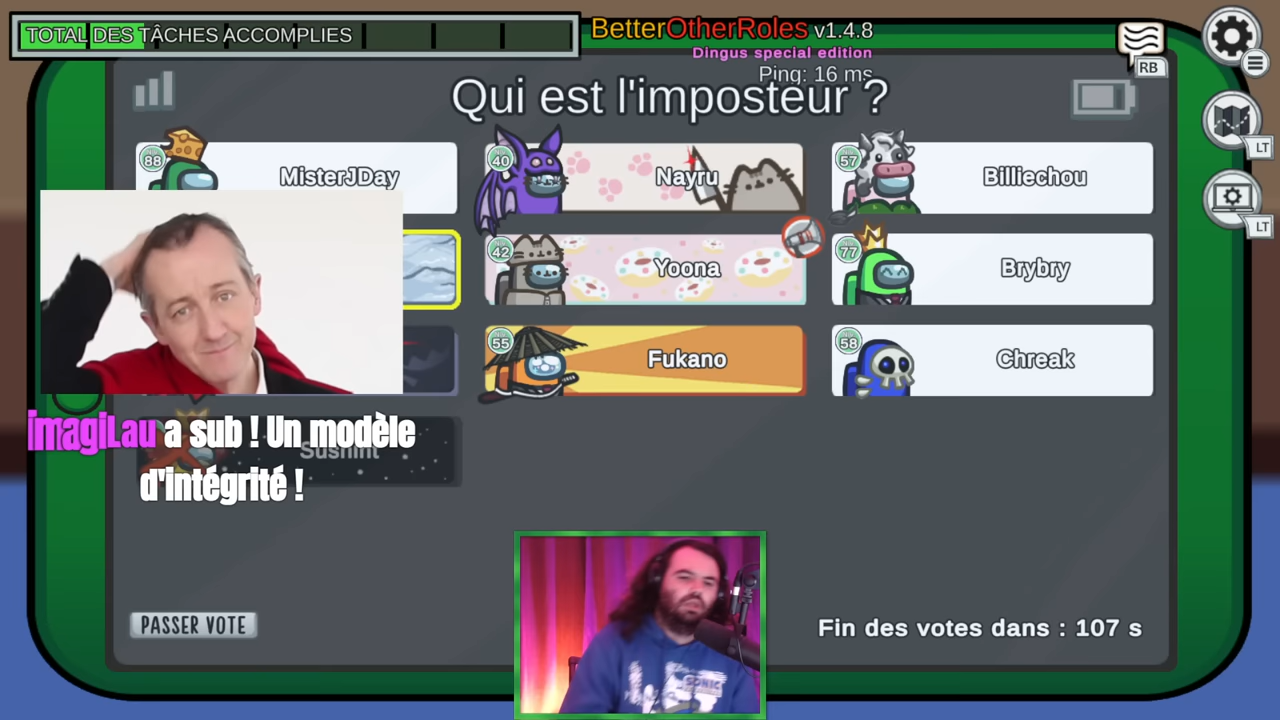 TOTAL DES TÂCHES ACCOMPLIES
BetterOtherRoles v1.4.8
Dingus special edition
Ping: 16 ms
RB
Qui est l'imposteur ?
LT
LT
88
MisterJDay
40
Nayru
57
Billiechou
42
Yoona
77
Brybry
55
Fukano
58
Chreak
imagiLau a sub ! Un modèle
d'intégrité !
Sushint
SONIC
PASSER VOTE
Fin des votes dans : 107 s